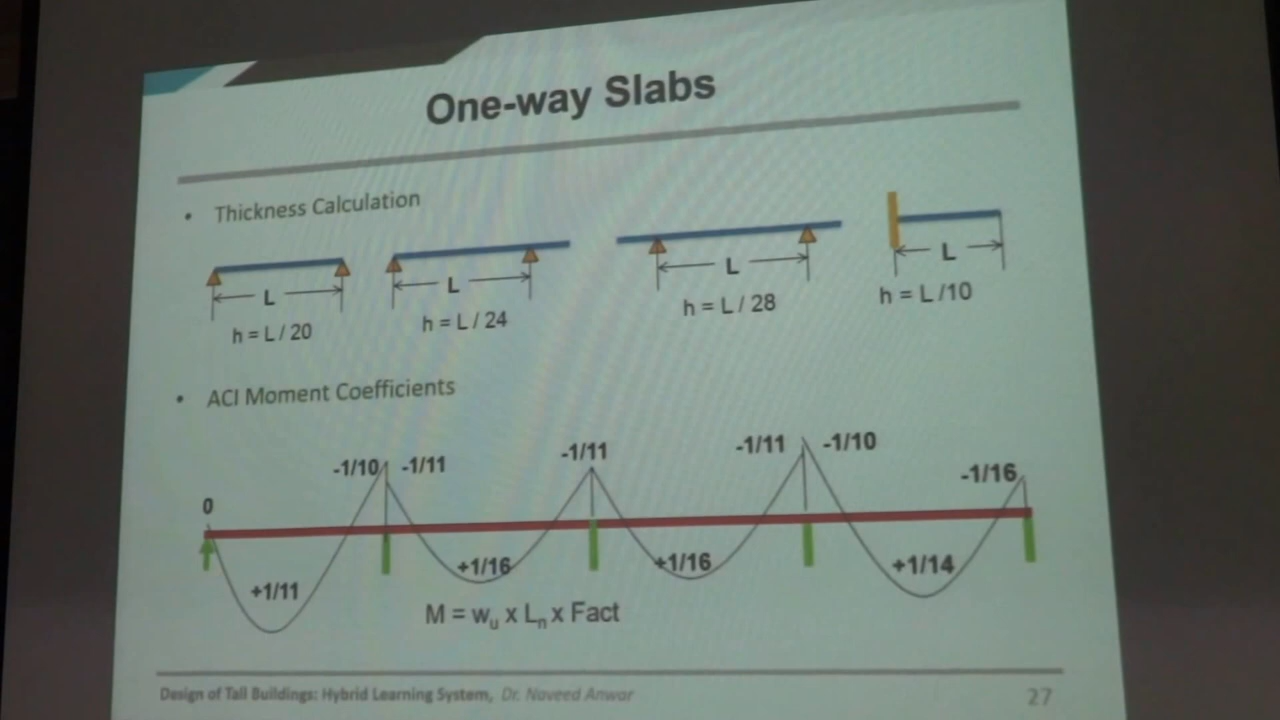 One-way Slabs
• Thickness Calculation
L L L L
h = L / 20 h = L / 24 h = L / 28 h = L /10
• ACI Moment Coefficients
0 -1/10 -1/11 -1/11 -1/11 -1/10 -1/16
+1/11 +1/16 +1/16 +1/14
M = wu x Ln x Fact
Design of Tall Buildings: Hybrid Learning System, Dr. Naveed Anwar 27